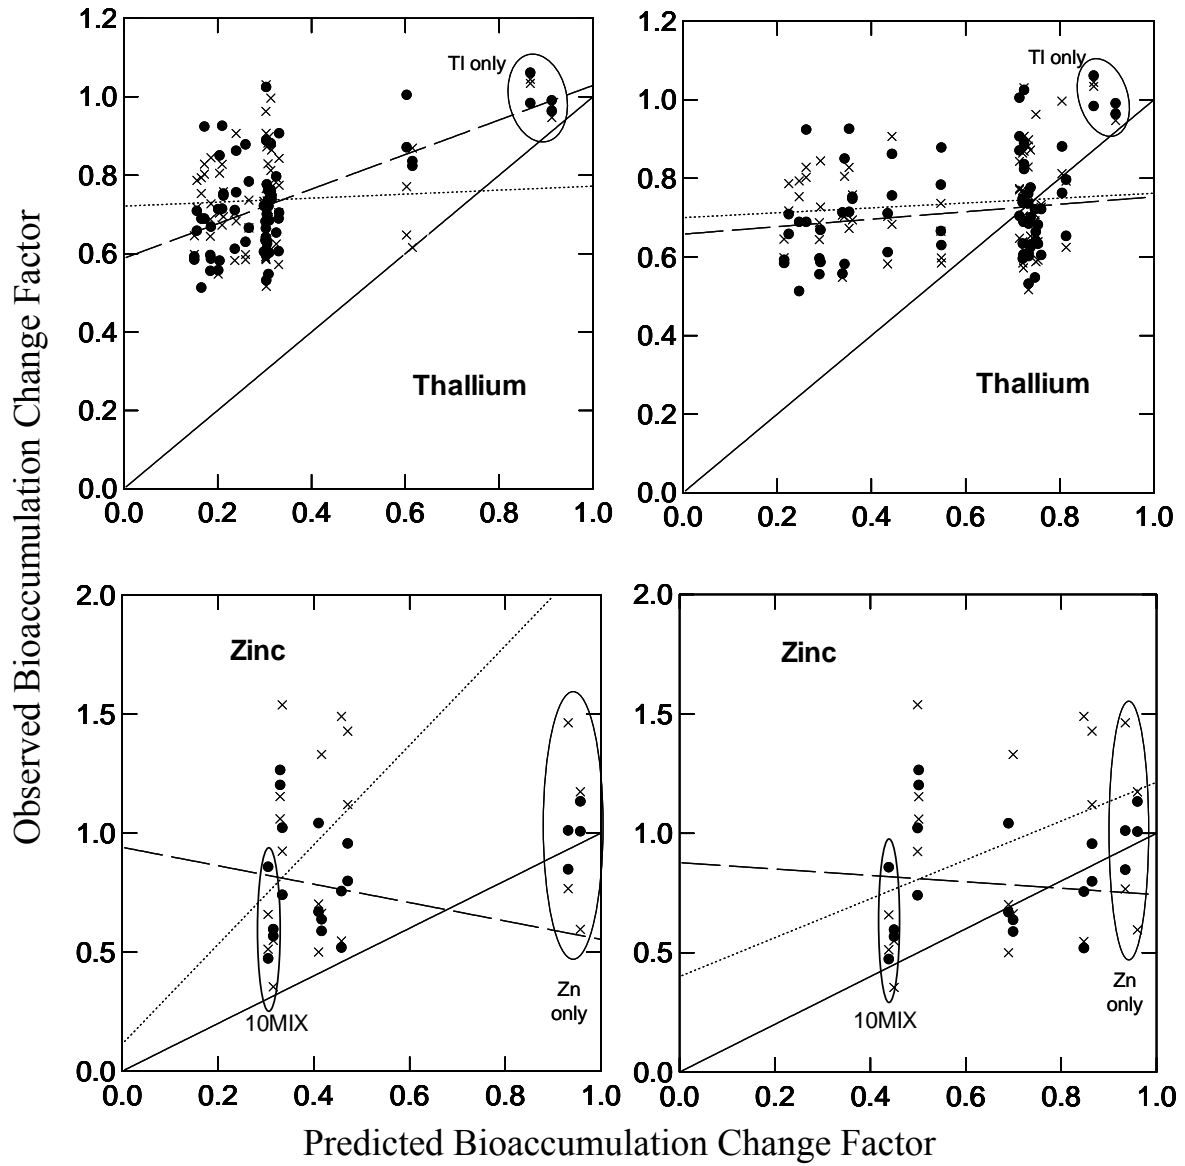 Observed Bioaccumulation Change Factor
1.2
1.0
0.8
0.6
0.4
0.2
0.0
Tl only
Thallium
0.0 0.2 0.4 0.6 0.8 1.0
1.2
1.0
0.8
0.6
0.4
0.2
0.0
Tl only
Thallium
0.0 0.2 0.4 0.6 0.8 1.0
2.0
1.5
1.0
0.5
0.0
Zinc
10MIX
Zn
only
0.0 0.2 0.4 0.6 0.8 1.0
2.0
1.5
1.0
0.5
0.0
Zinc
10MIX
Zn
only
0.0 0.2 0.4 0.6 0.8 1.0
Predicted Bioaccumulation Change Factor